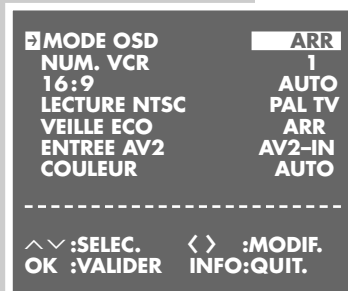 MODE OSD ARR
NUM. VCR 1
16:9 AUTO
LECTURE NTSC PAL TV
VEILLE ECO ARR
ENTREE AV2 AV2–IN
COULEUR AUTO
:SELEC. :MODIF.
OK :VALIDER INFO:QUIT.